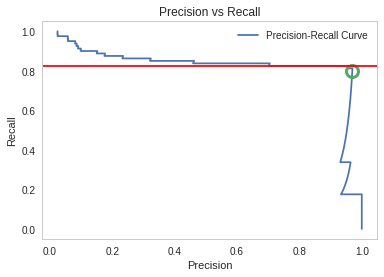 Precision vs Recall
Precision-Recall Curve
1.0
0.8
0.6
0.4
0.2
0.0
Recall
0.0 0.2 0.4 0.6 0.8 1.0
Precision